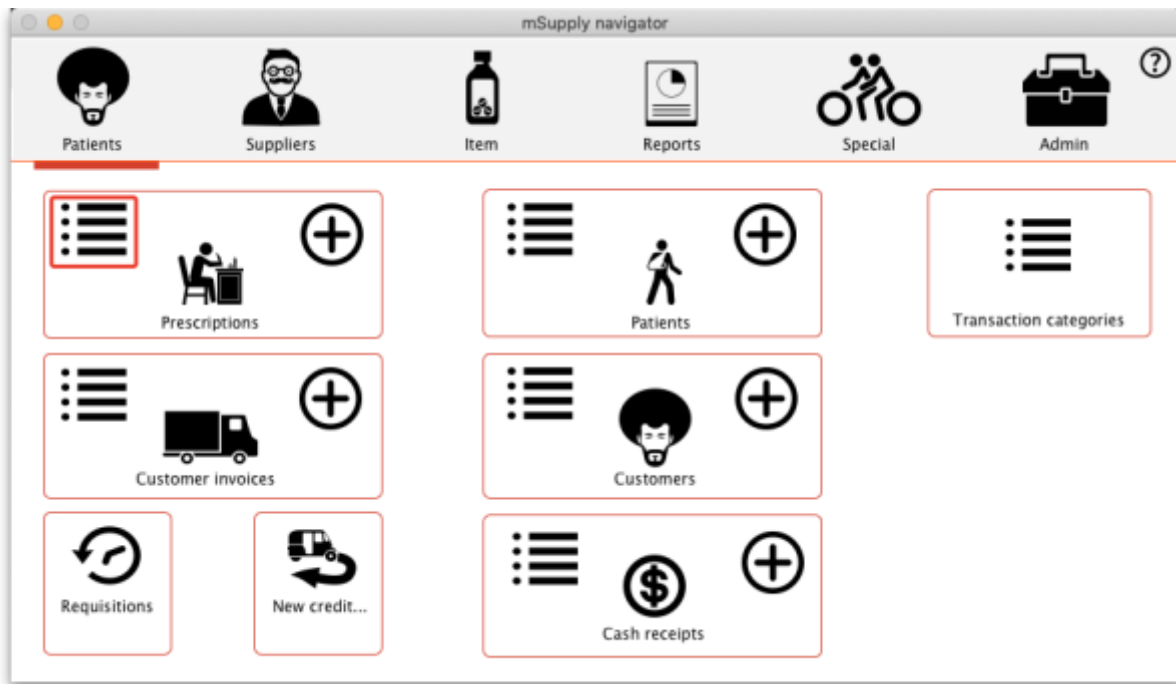 mSupply navigator
?
Patients
Suppliers
Item
Reports
Special
Admin
Prescriptions
Patients
Transaction categories
Customer invoices
Customers
Requisitions
New credit...
$
Cash receipts